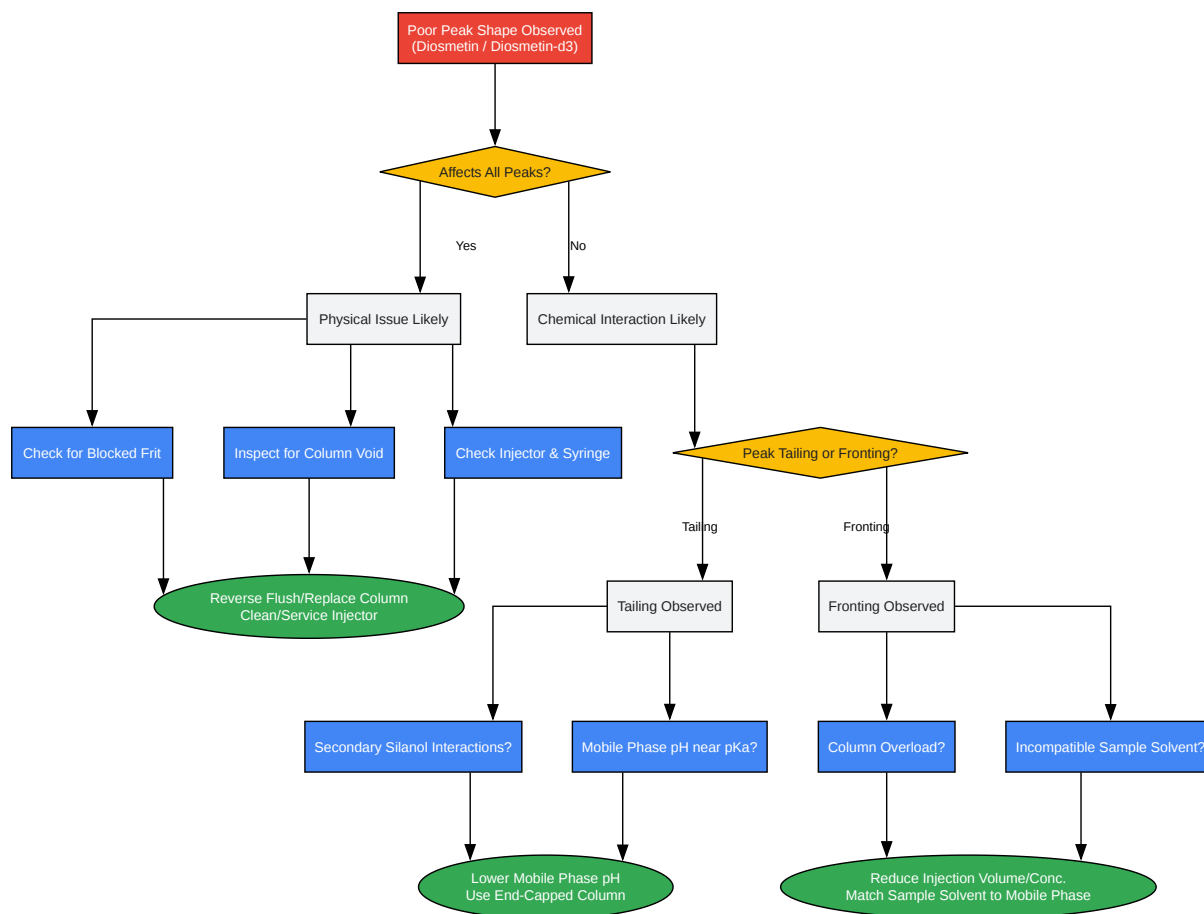 Poor Peak Shape Observed
(Diosmetin / Diosmetin-d3)
Affects All Peaks?
Yes
No
Physical Issue Likely
Chemical Interaction Likely
Check for Blocked Frit
Inspect for Column Void
Check Injector & Syringe
Peak Tailing or Fronting?
Tailing
Fronting
Reverse Flush/Replace Column
Clean/Service Injector
Tailing Observed
Fronting Observed
Secondary Silanol Interactions?
Mobile Phase pH near pKa?
Column Overload?
Incompatible Sample Solvent?
Lower Mobile Phase pH
Use End-Capped Column
Reduce Injection Volume/Conc.
Match Sample Solvent to Mobile Phase